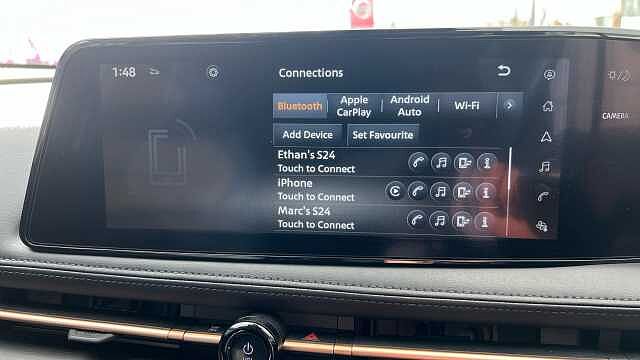 1:48
Connections
Bluetooth
Apple CarPlay
Android Auto
Wi-Fi
Add Device
Set Favourite
Ethan's S24
Touch to Connect
iPhone
Touch to Connect
Marc's S24
Touch to Connect
CAMERA